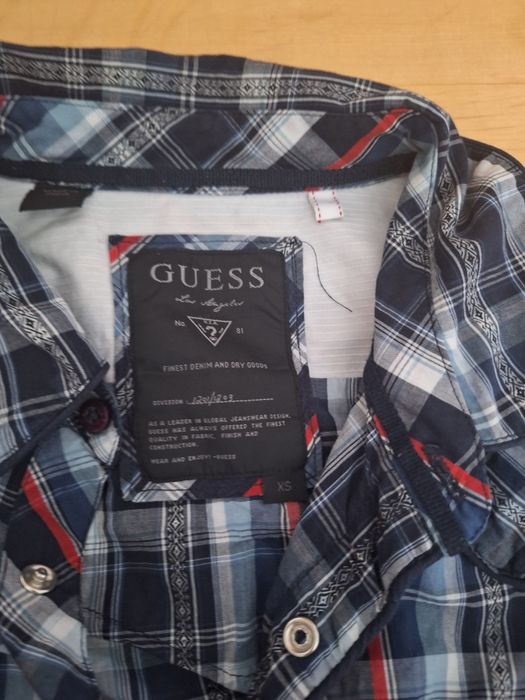 GUESS
Los Angeles
No. ? 81
FINEST DENIM AND DRY GOODS
DIVISION
AS A LEADER IN GLOBAL JEANSWEAR DESIGN,
GUESS HAS ALWAYS OFFERED THE FINEST
QUALITY IN FABRIC, FINISH AND
CONSTRUCTION.
WEAR AND ENJOY!-GUESS
XS